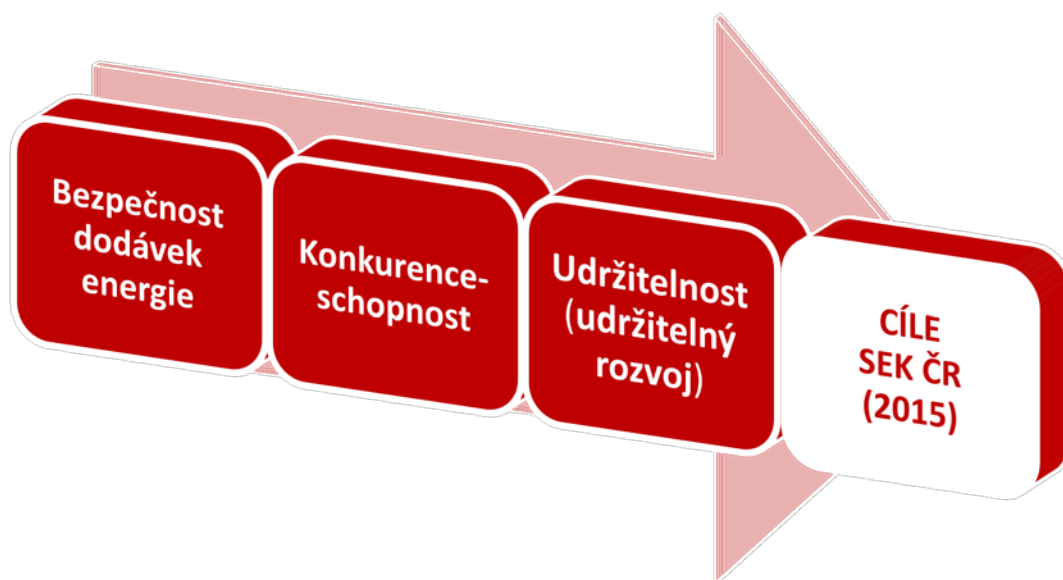 Bezpečnost
dodávek
energie
Konkurence-
schopnost
Udržitelnost
(udržitelný
rozvoj)
CÍLE
SEK ČR
(2015)